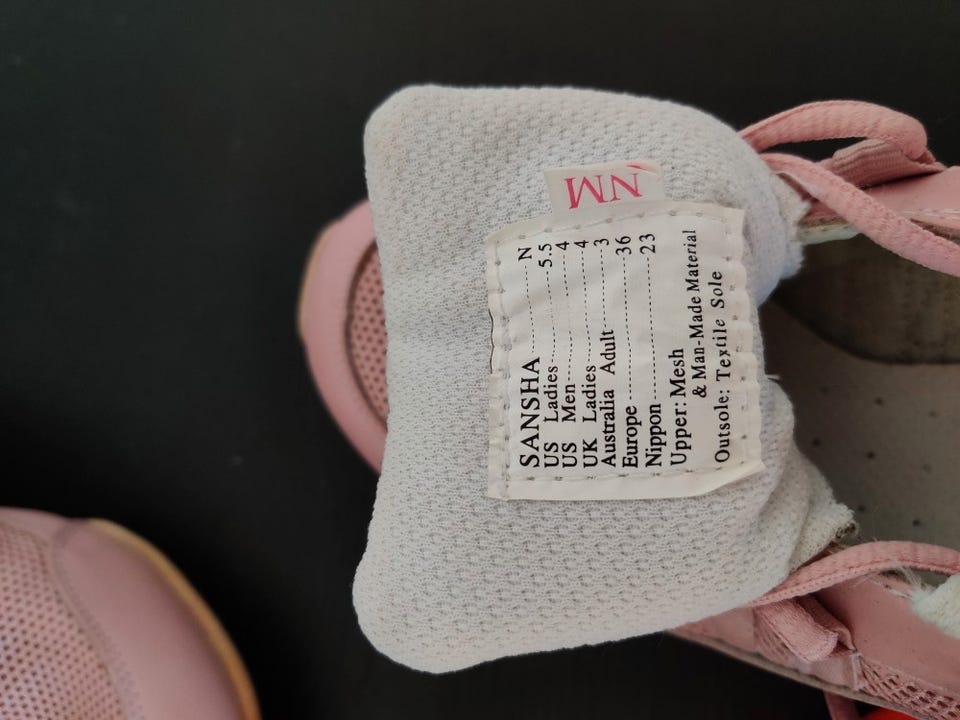 NM
SANSHA --------------- N
US Ladies --------------- 5.5
US Men --------------- 4
UK Ladies --------------- 4
Australia Adult --------------- 3
Europe --------------- 36
Nippon --------------- 23
Upper: Mesh
& Man-Made Material
Outsole: Textile Sole